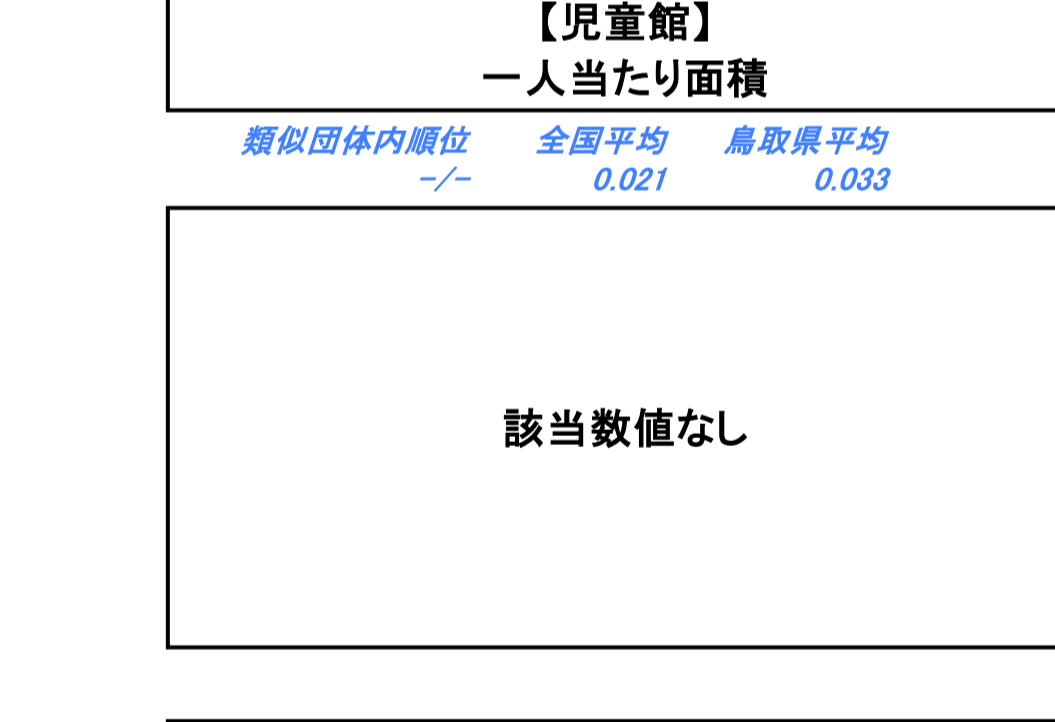 【児童館】
一人当たり面積
類似団体内順位 全国平均 鳥取県平均
-/- 0.021 0.033
該当数値なし